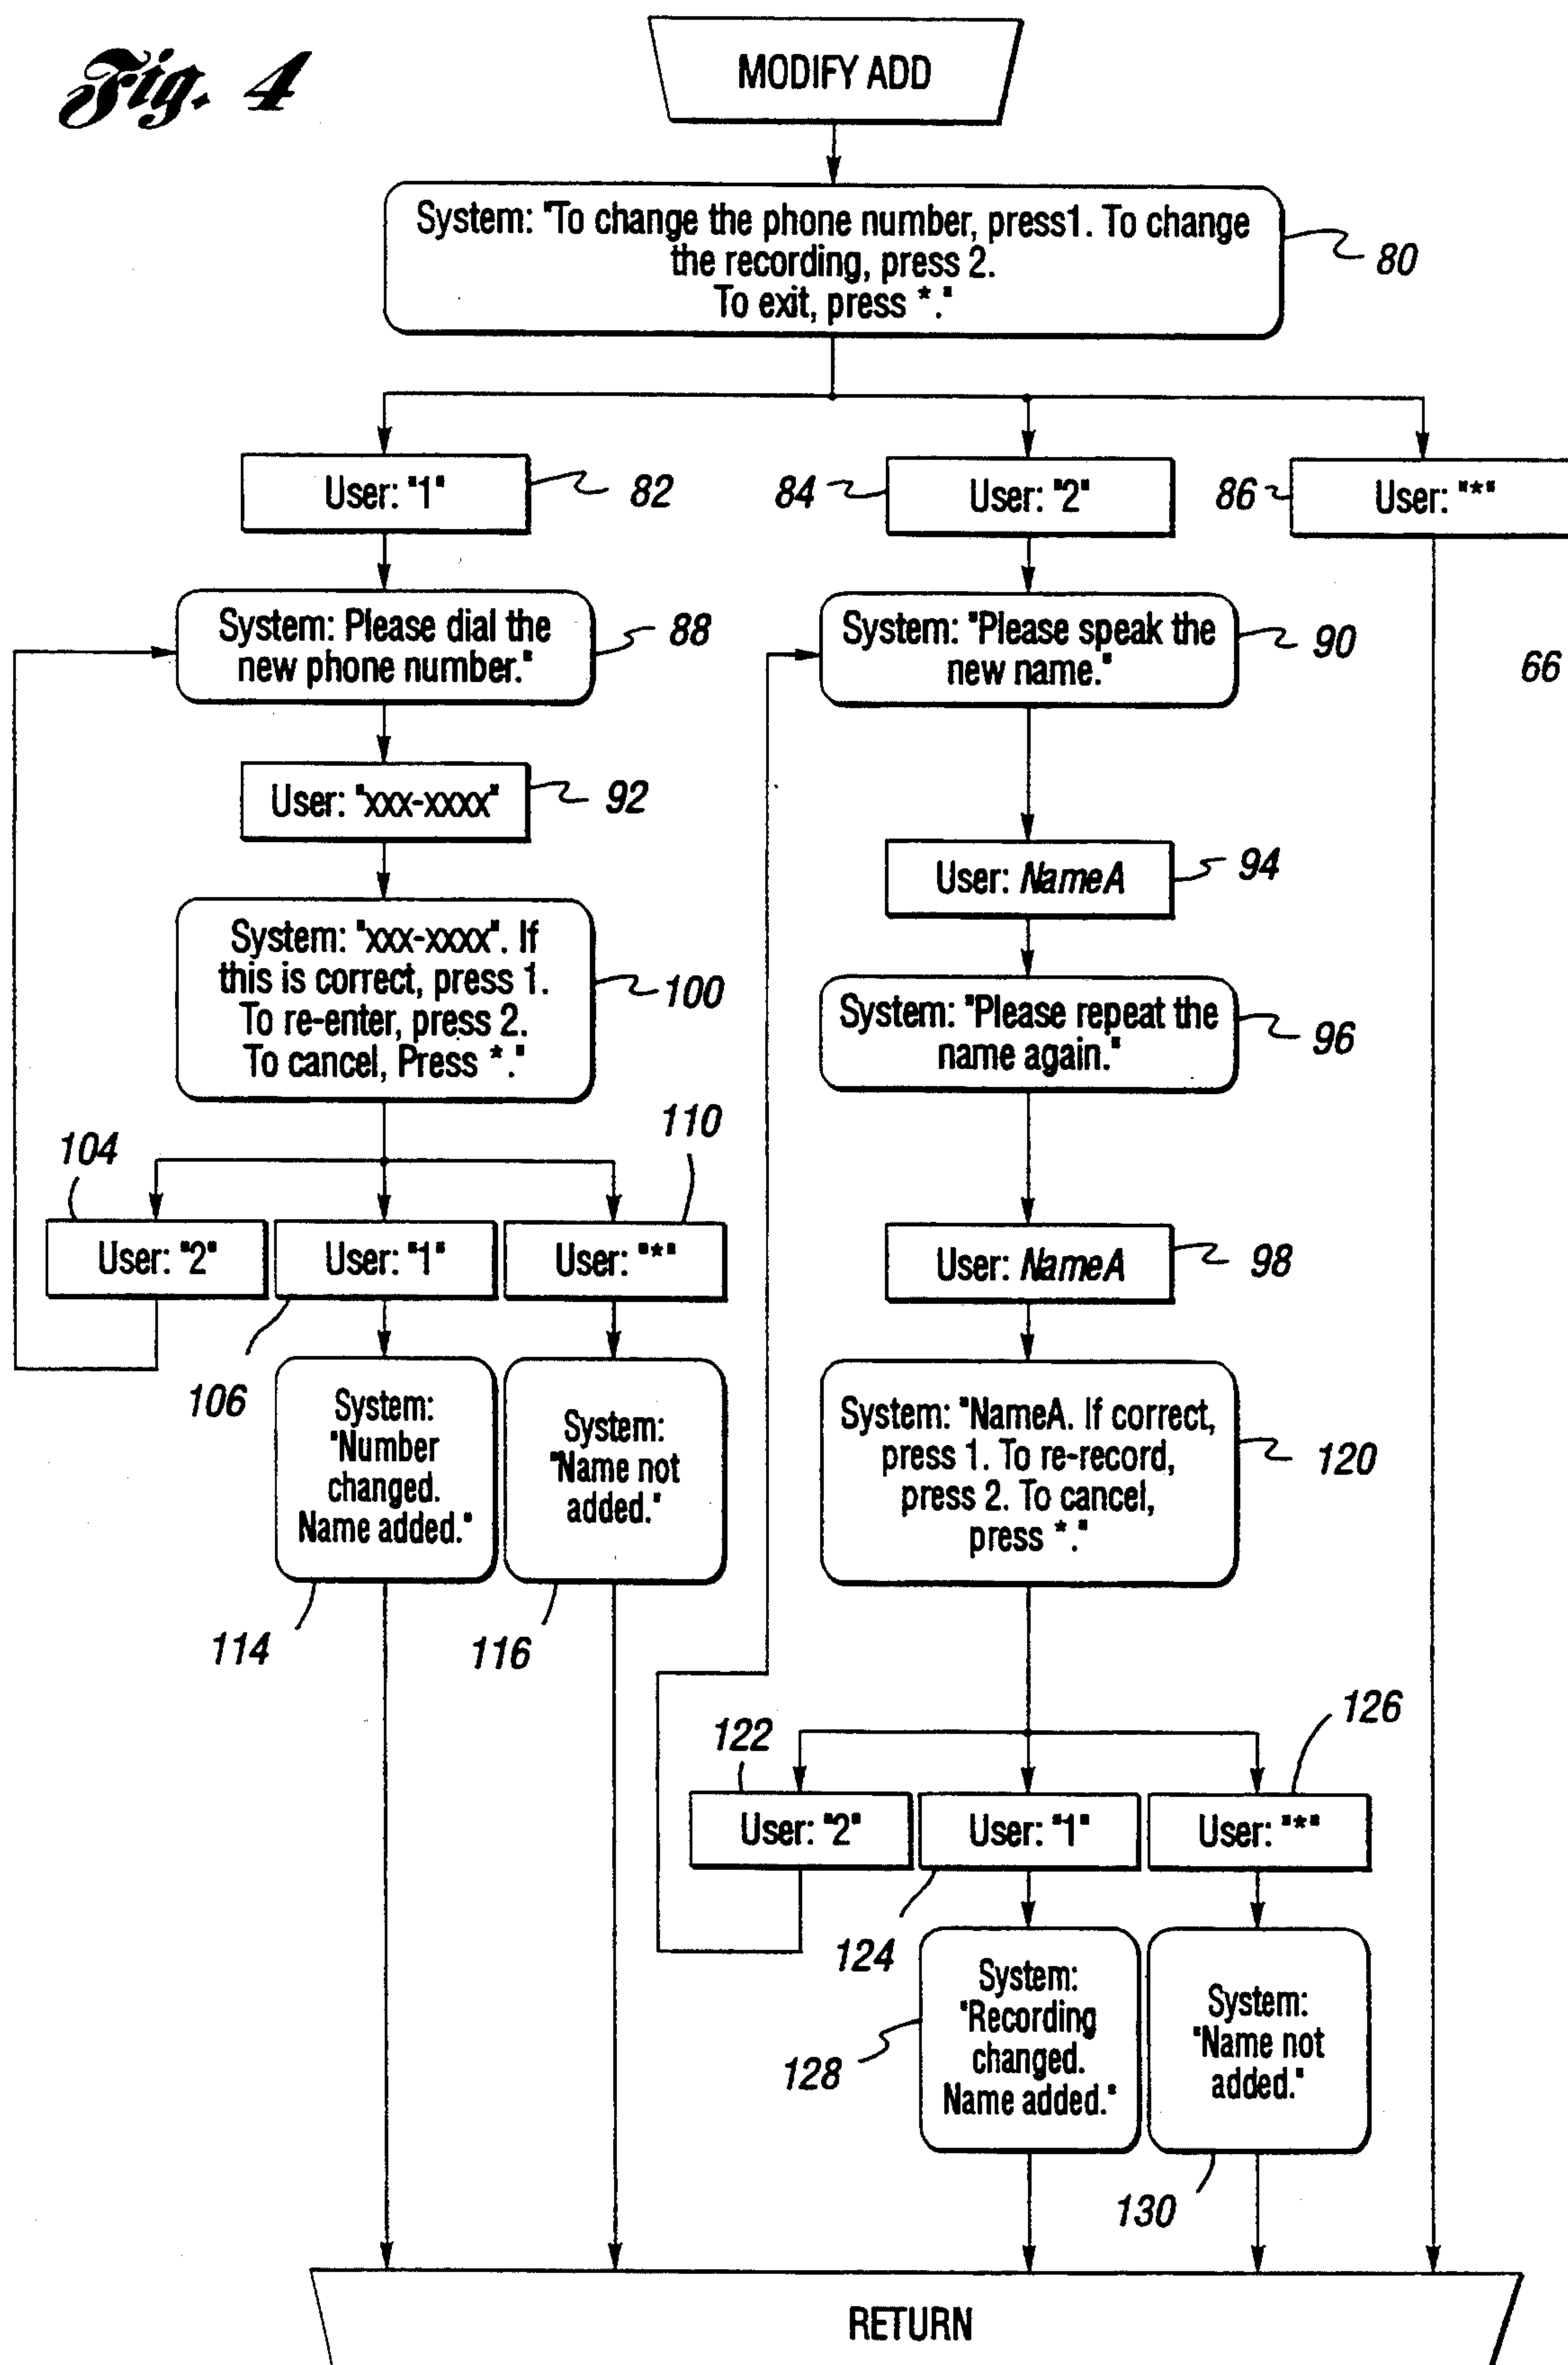 Fig. 4
MODIFY ADD
System: "To change the phone number, press1. To change
the recording, press 2.
To exit, press *."
80
User: "1"
82
84
User: "2"
86
User: "*"
System: Please dial the
new phone number."
88
System: "Please speak the
new name."
90
66
User: "xxx-xxxx"
92
User: NameA
94
System: "xxx-xxxx". If
this is correct, press 1.
To re-enter, press 2.
To cancel, Press *."
100
System: "Please repeat the
name again."
96
104
110
User: "2"
User: "1"
User: "*"
User: NameA
98
106
System:
"Number
changed.
Name added."
System:
"Name not
added."
System: "NameA. If correct,
press 1. To re-record,
press 2. To cancel,
press *."
120
114
116
122
126
User: "2"
User: "1"
User: "*"
124
System:
"Recording
changed.
Name added."
128
System:
"Name not
added."
130
RETURN